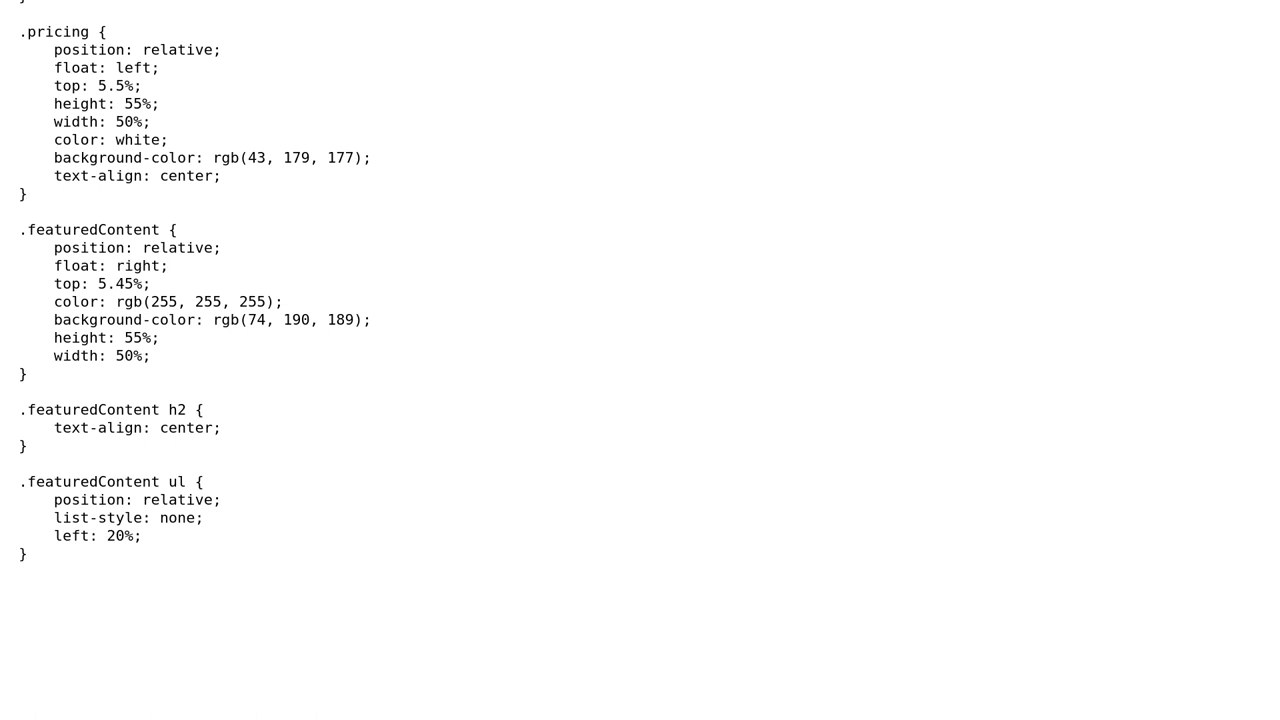 }
.pricing {
    position: relative;
    float: left;
    top: 5.5%;
    height: 55%;
    width: 50%;
    color: white;
    background-color: rgb(43, 179, 177);
    text-align: center;
}
.featuredContent {
    position: relative;
    float: right;
    top: 5.45%;
    color: rgb(255, 255, 255);
    background-color: rgb(74, 190, 189);
    height: 55%;
    width: 50%;
}
.featuredContent h2 {
    text-align: center;
}
.featuredContent ul {
    position: relative;
    list-style: none;
    left: 20%;
}